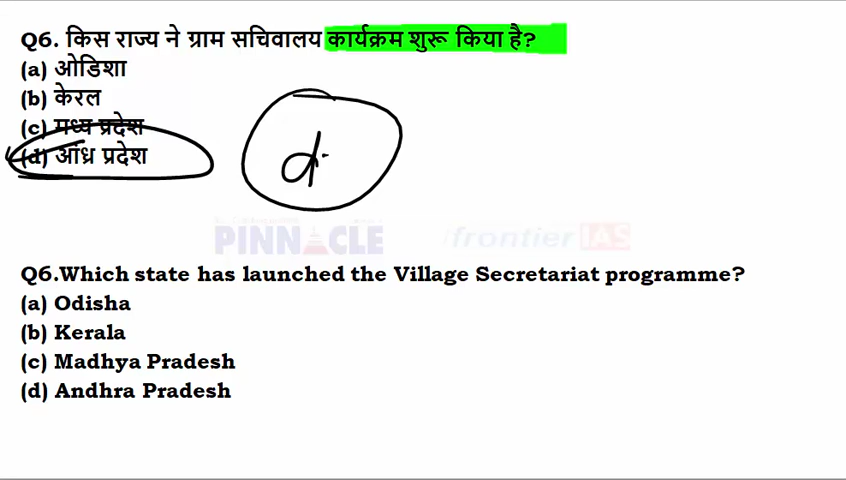 Q6. किस राज्य ने ग्राम सचिवालय कार्यक्रम शुरू किया है?
(a) ओडिशा
(b) केरल
(c) मध्य प्रदेश
(d) आंध्र प्रदेश
d
PINNACLE frontier IAS
Q6.Which state has launched the Village Secretariat programme?
(a) Odisha
(b) Kerala
(c) Madhya Pradesh
(d) Andhra Pradesh